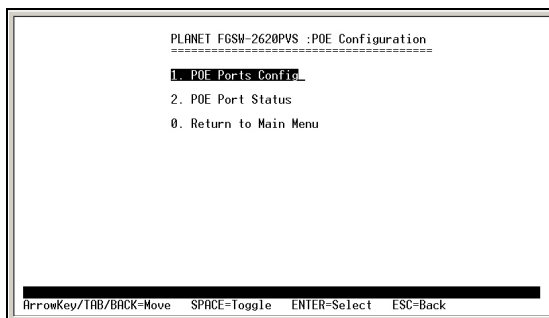 PLANET FGSW-2620PVS :POE Configuration
=======================================
1. POE Ports Config_
2. POE Port Status
0. Return to Main Menu
ArrowKey/TAB/BACK=Move SPACE=Toggle ENTER=Select ESC=Back